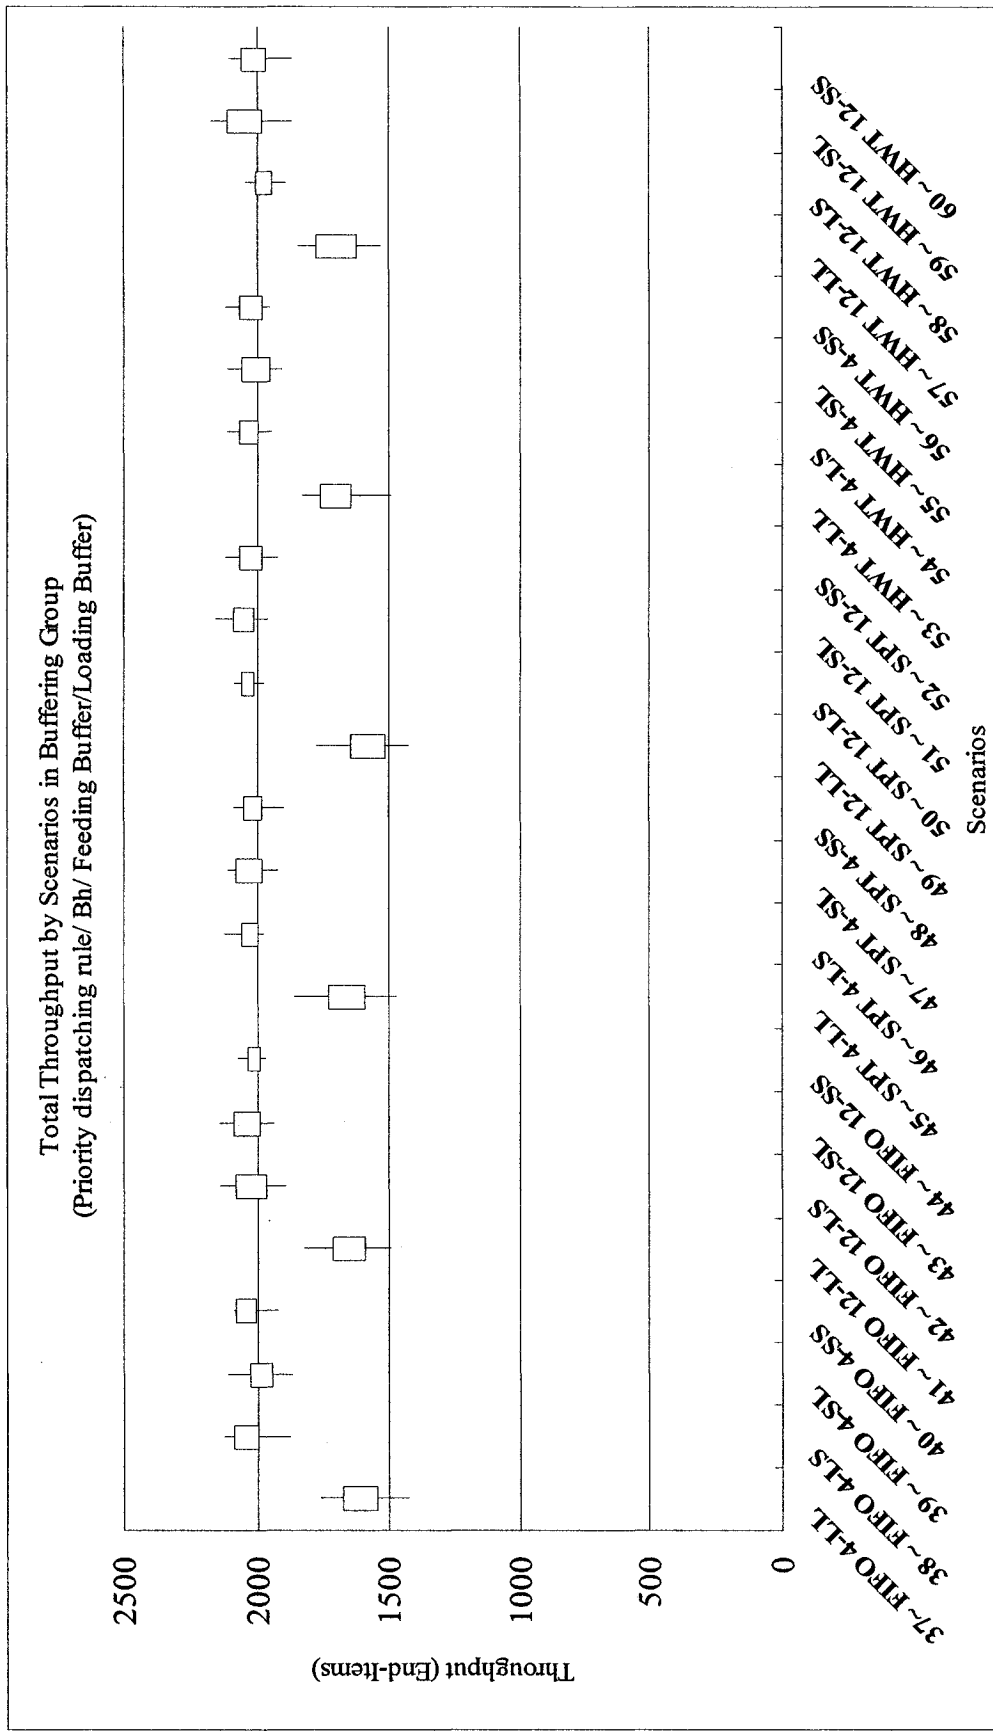 Total Throughput by Scenarios in Buffering Group
(Priority dispatching rule/ Bh/ Feeding Buffer/Loading Buffer)
Throughput (End-Items)
2500
2000
1500
1000
500
0
37~ FIFO 4-LL
38~ FIFO 4-LS
39~ FIFO 4-SL
40~ FIFO 4-SS
41~ FIFO 12-LL
42~ FIFO 12-LS
43~ FIFO 12-SL
44~ FIFO 12-SS
45~ SPT 4-LL
46~ SPT 4-LS
47~ SPT 4-SL
48~ SPT 4-SS
49~ SPT 12-LL
50~ SPT 12-LS
51~ SPT 12-SL
52~ SPT 12-SS
53~ HWT 4-LL
54~ HWT 4-LS
55~ HWT 4-SL
56~ HWT 4-SS
57~ HWT 12-LL
58~ HWT 12-LS
59~ HWT 12-SL
60~ HWT 12-SS
Scenarios